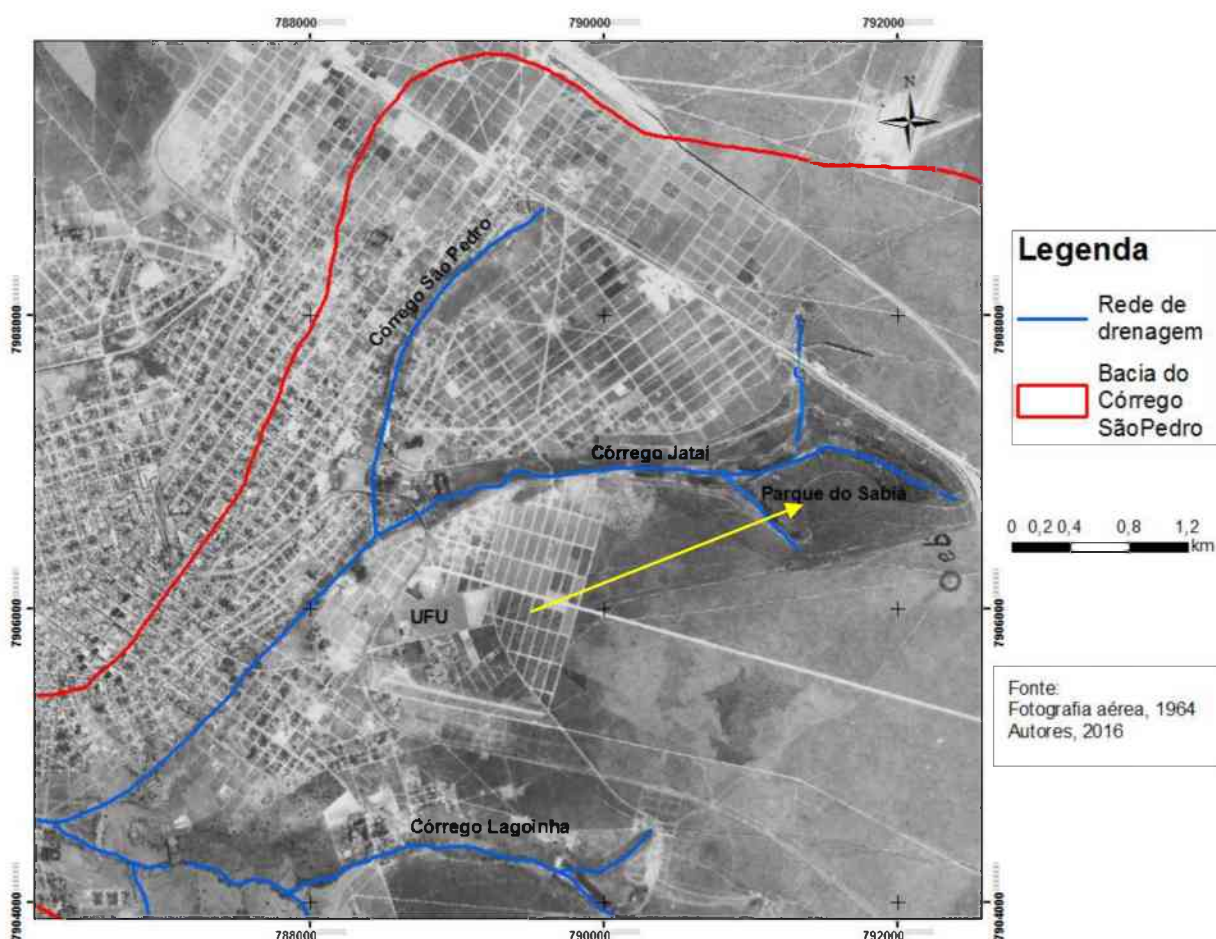 788000
790000
792000
N
7908000
7908000
Córrego São Pedro
Córrego Jataí
Parque do Sabiá
UFU
7906000
7906000
Córrego Lagoinha
7904000
7904000
788000
790000
792000
Legenda
Rede de
drenagem
Bacia do
Córrego
SãoPedro
0 0,2 0,4 0,8 1,2
km
Fonte:
Fotografia aérea, 1964
Autores, 2016